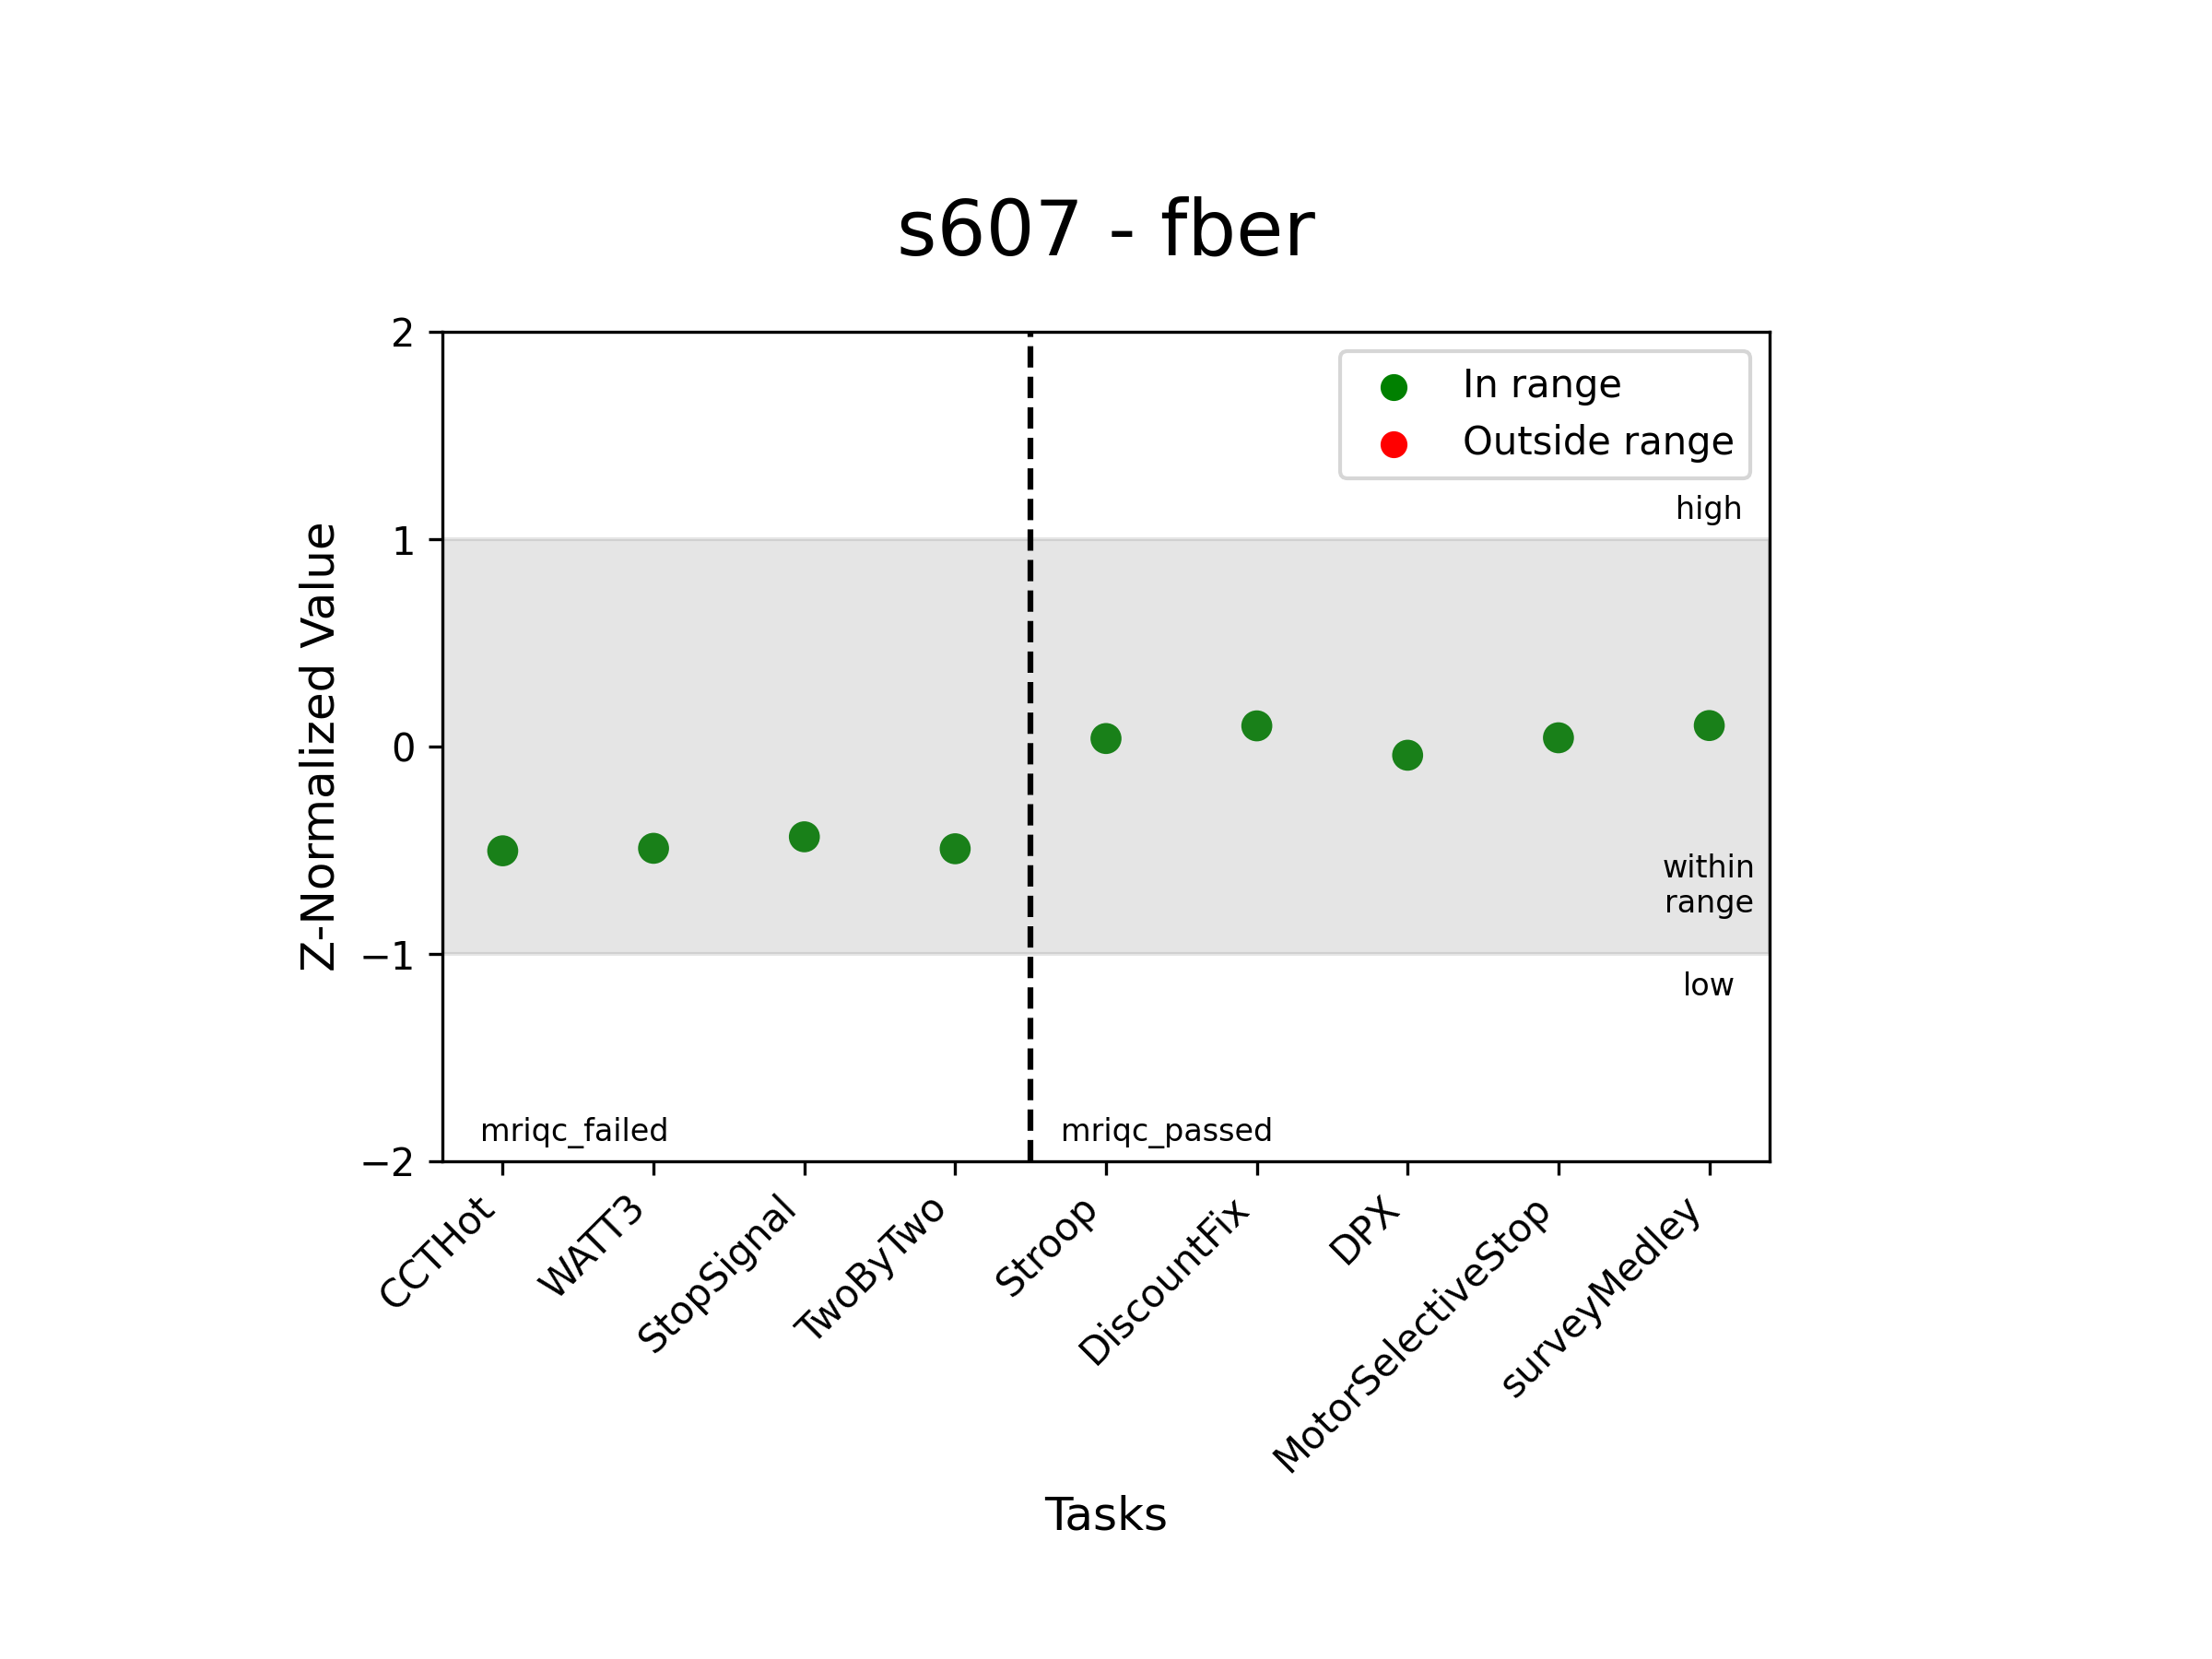 s607 - fber
2
1
0
−1
−2
Z-Normalized Value
In range
Outside range
high
within
range
low
mriqc_failed
mriqc_passed
CCTHot
WATT3
StopSignal
TwoByTwo
Stroop
DiscountFix
DPX
MotorSelectiveStop
surveyMedley
Tasks